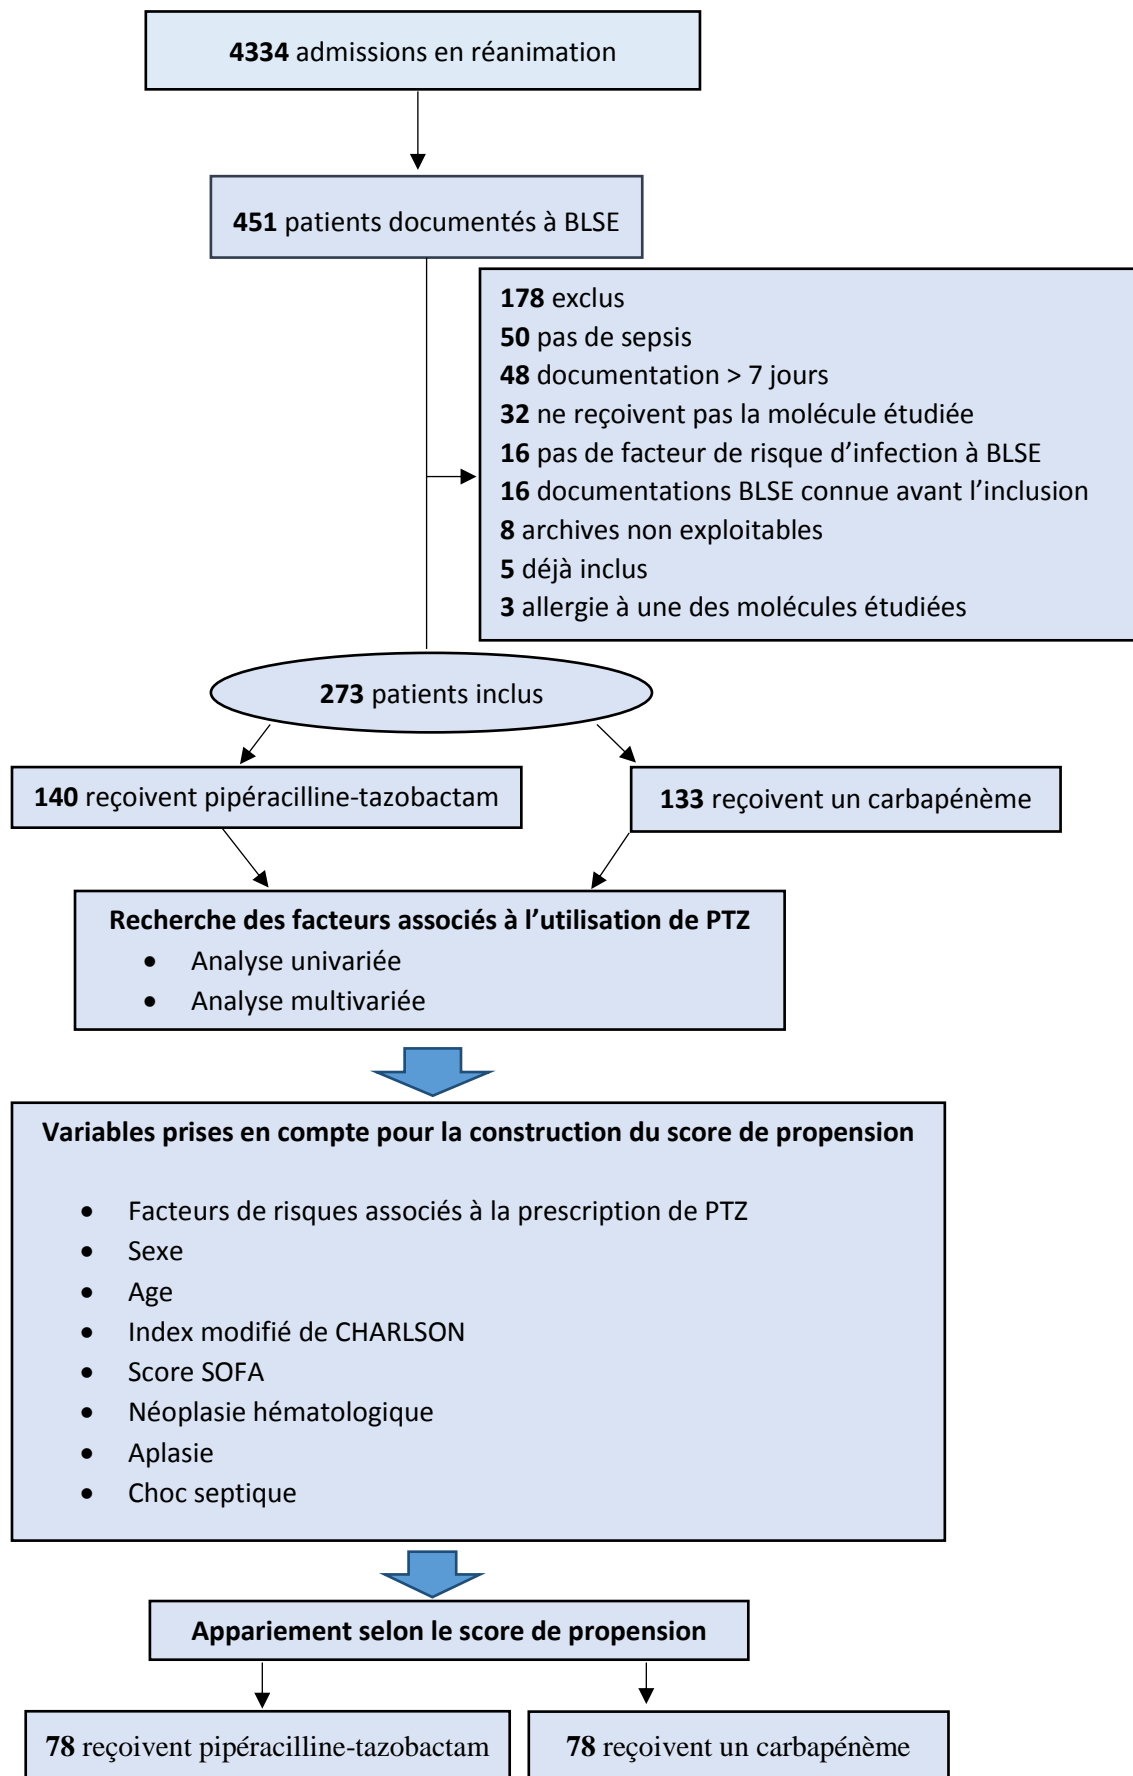 4334 admissions en réanimation
451 patients documentés à BLSE
178 exclus
50 pas de sepsis
48 documentation > 7 jours
32 ne reçoivent pas la molécule étudiée
16 pas de facteur de risque d’infection à BLSE
16 documentations BLSE connue avant l’inclusion
8 archives non exploitables
5 déjà inclus
3 allergie à une des molécules étudiées
273 patients inclus
140 reçoivent pipéracilline-tazobactam
133 reçoivent un carbapénème
Recherche des facteurs associés à l’utilisation de PTZ
• Analyse univariée
• Analyse multivariée
Variables prises en compte pour la construction du score de propension
• Facteurs de risques associés à la prescription de PTZ
• Sexe
• Age
• Index modifié de CHARLSON
• Score SOFA
• Néoplasie hématologique
• Aplasie
• Choc septique
Appariement selon le score de propension
78 reçoivent pipéracilline-tazobactam
78 reçoivent un carbapénème